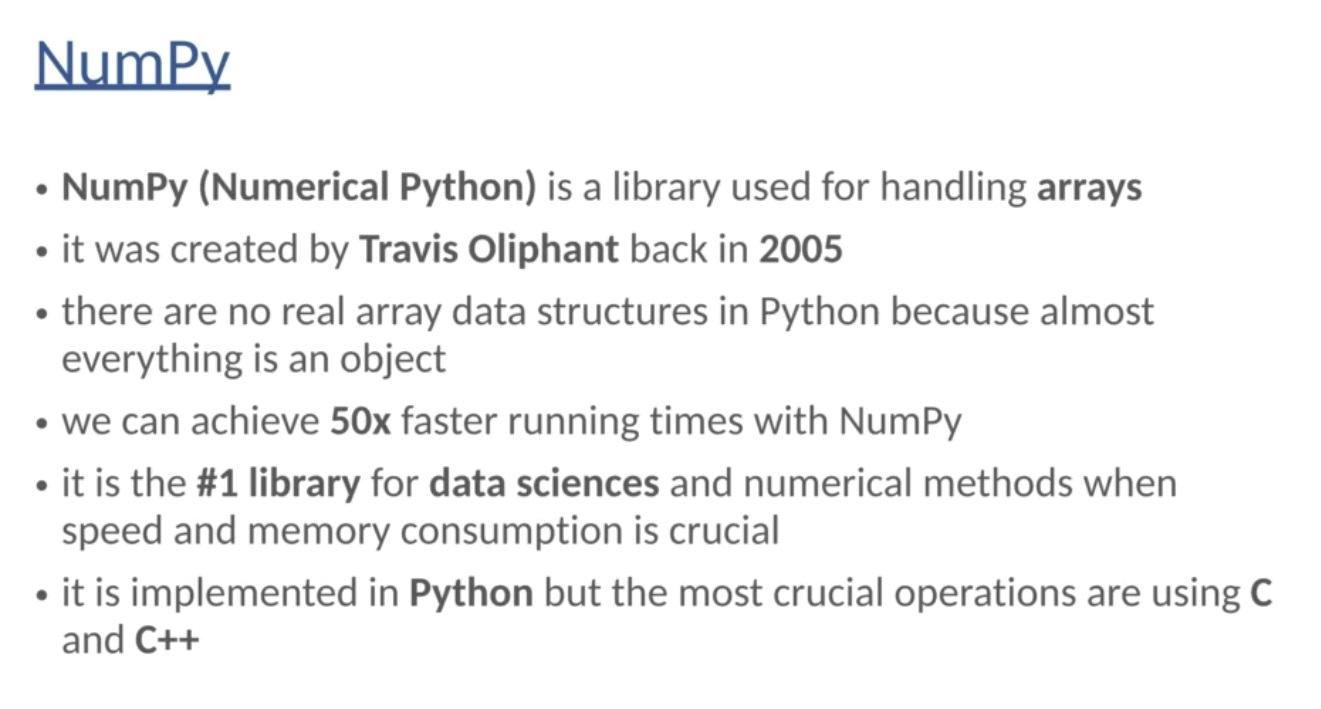 NumPy
• NumPy (Numerical Python) is a library used for handling arrays
• it was created by Travis Oliphant back in 2005
• there are no real array data structures in Python because almost
everything is an object
• we can achieve 50x faster running times with NumPy
• it is the #1 library for data sciences and numerical methods when
speed and memory consumption is crucial
• it is implemented in Python but the most crucial operations are using C
and C++